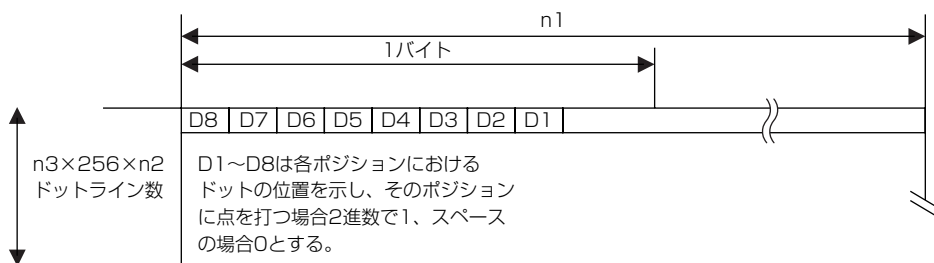 n1
1バイト
D8 D7 D6 D5 D4 D3 D2 D1
n3×256×n2
ドットライン数
D1～D8は各ポジションにおける
ドットの位置を示し、そのポジション
に点を打つ場合2進数で1、スペース
の場合0とする。